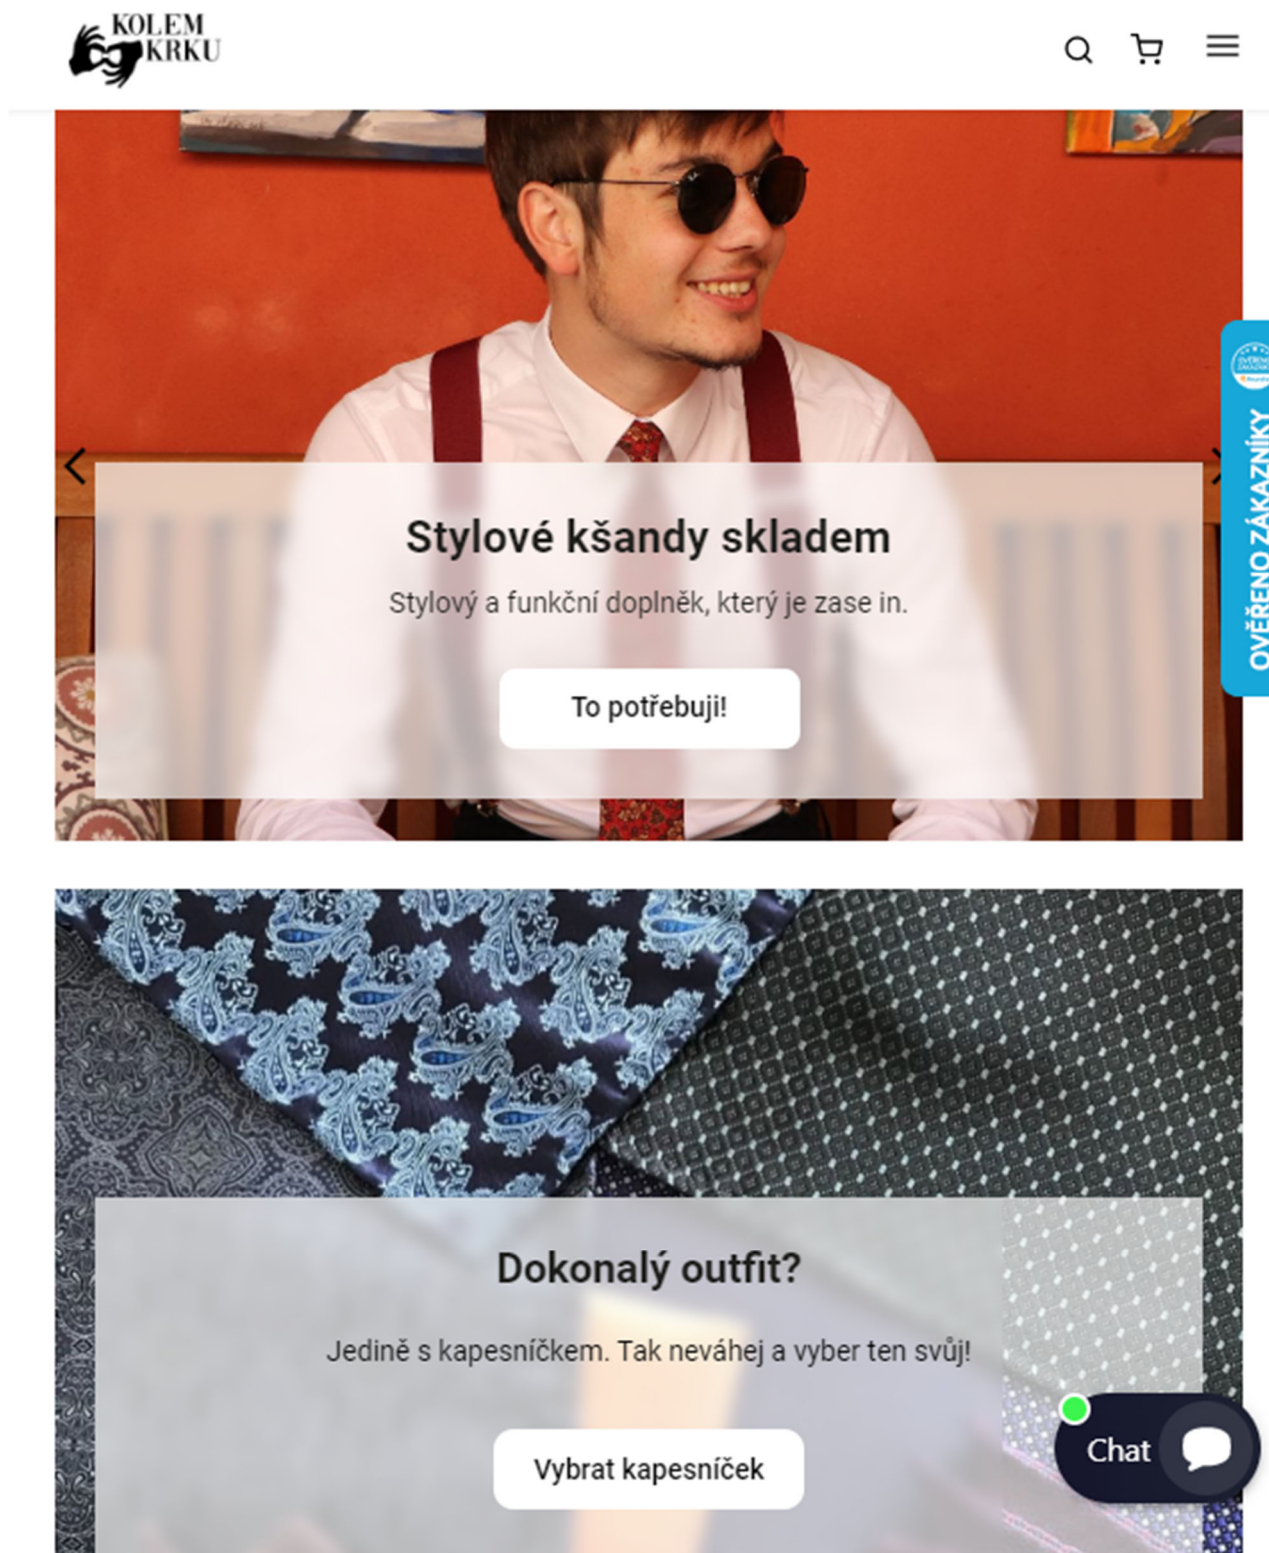 KOLEM
KRKU
Stylové kšandy skladem
Stylový a funkční doplněk, který je zase in.
To potřebuji!
OVĚŘENO ZÁKAZNÍKY
Dokonalý outfit?
Jedině s kapesníčkem. Tak neváhej a vyber ten svůj!
Vybrat kapesníček
Chat